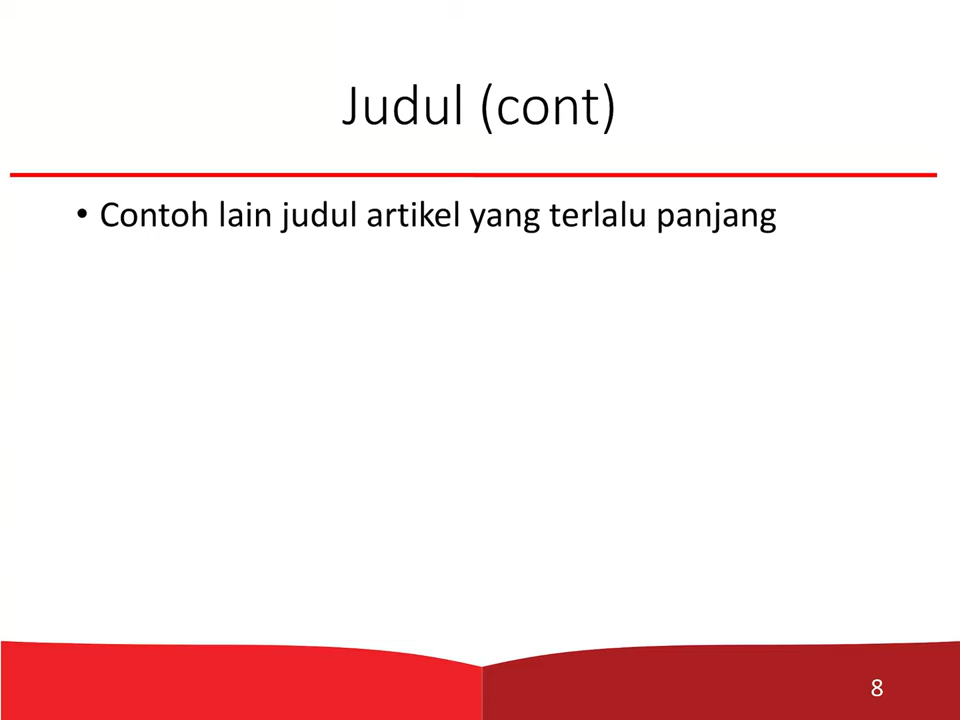 Judul (cont)
• Contoh lain judul artikel yang terlalu panjang
8